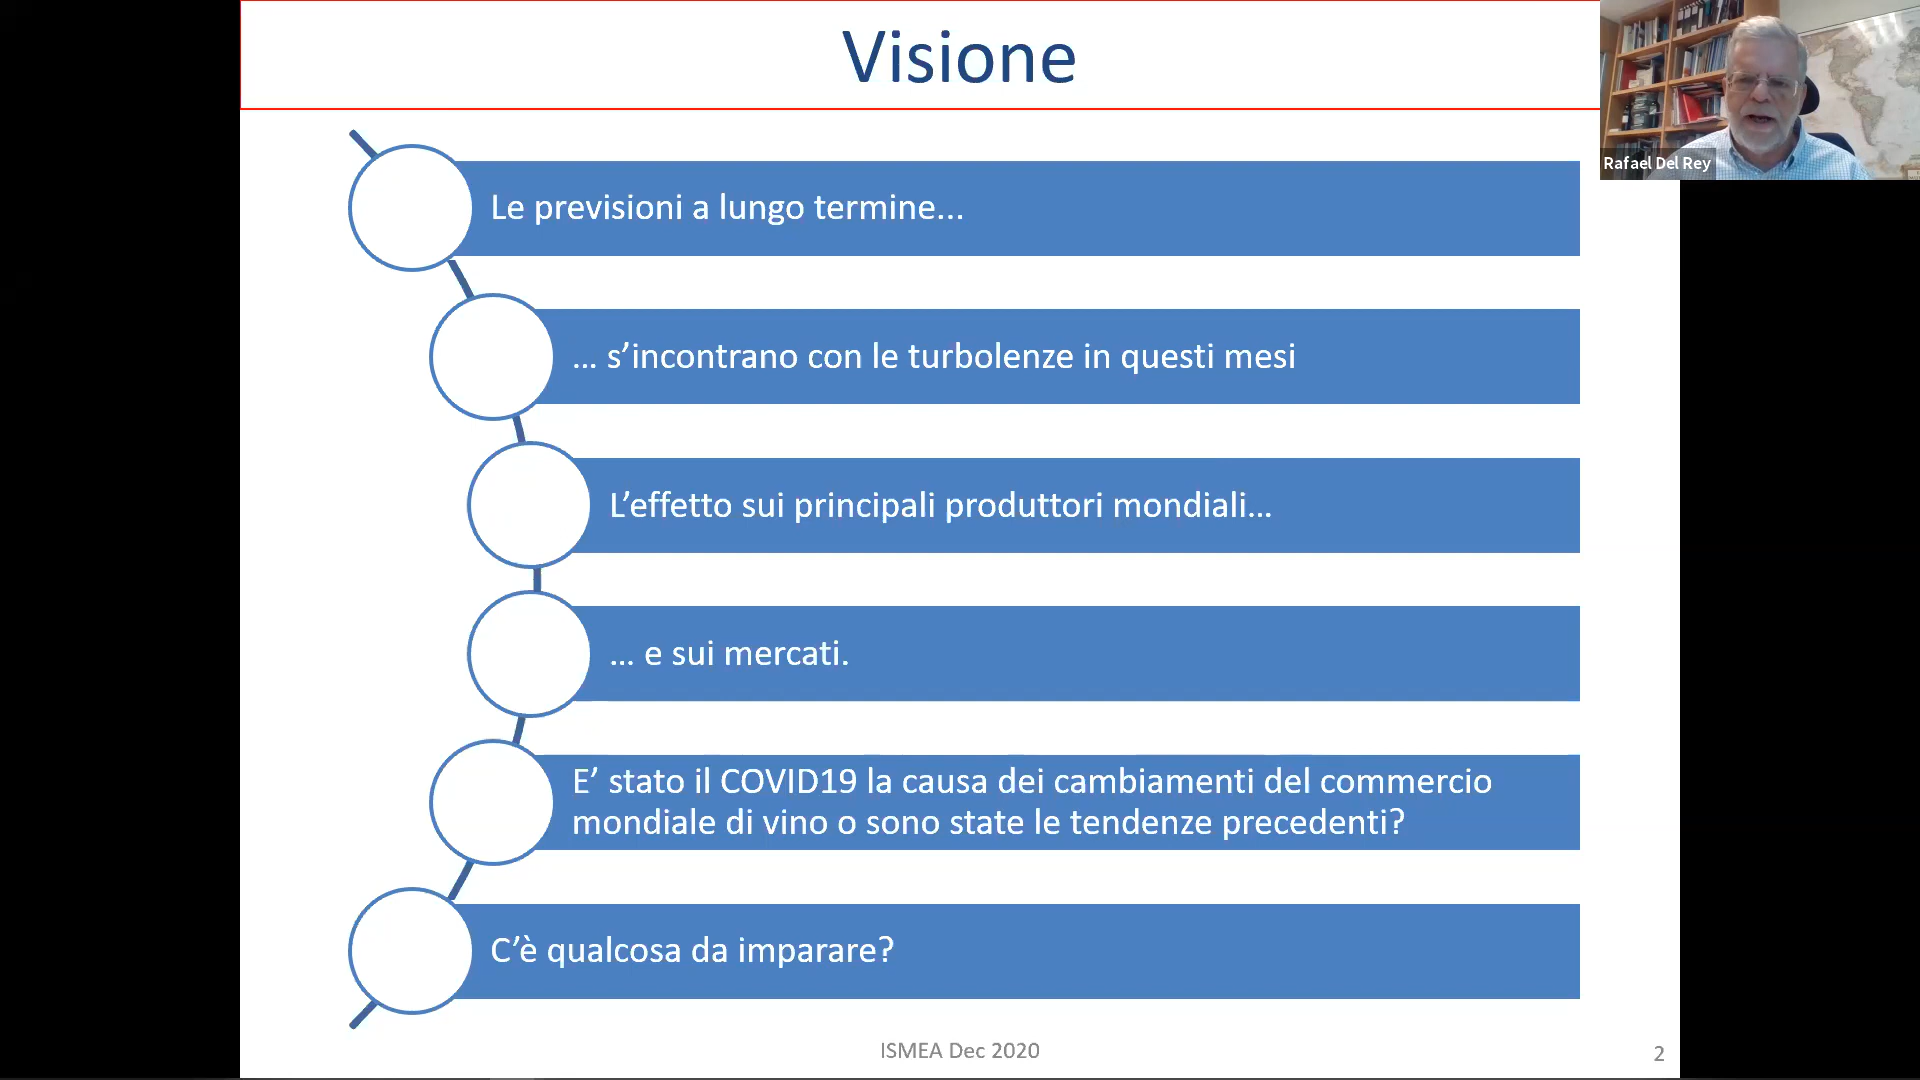 Visione
Rafael Del Rey
Le previsioni a lungo termine...
... s’incontrano con le turbolenze in questi mesi
L’effetto sui principali produttori mondiali...
... e sui mercati.
E’ stato il COVID19 la causa dei cambiamenti del commercio
mondiale di vino o sono state le tendenze precedenti?
C’è qualcosa da imparare?
ISMEA Dec 2020
2